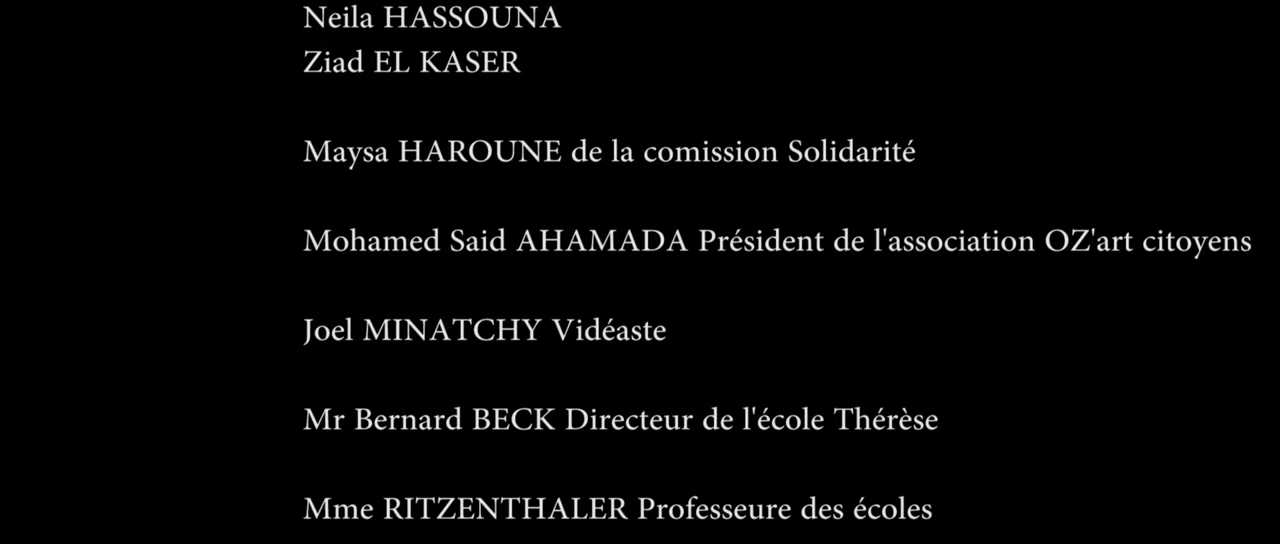 Neila HASSOUNA
Ziad EL KASER
Maysa HAROUNE de la comission Solidarité
Mohamed Said AHAMADA Président de l'association OZ'art citoyens
Joel MINATCHY Vidéaste
Mr Bernard BECK Directeur de l'école Thérèse
Mme RITZENTHALER Professeure des écoles